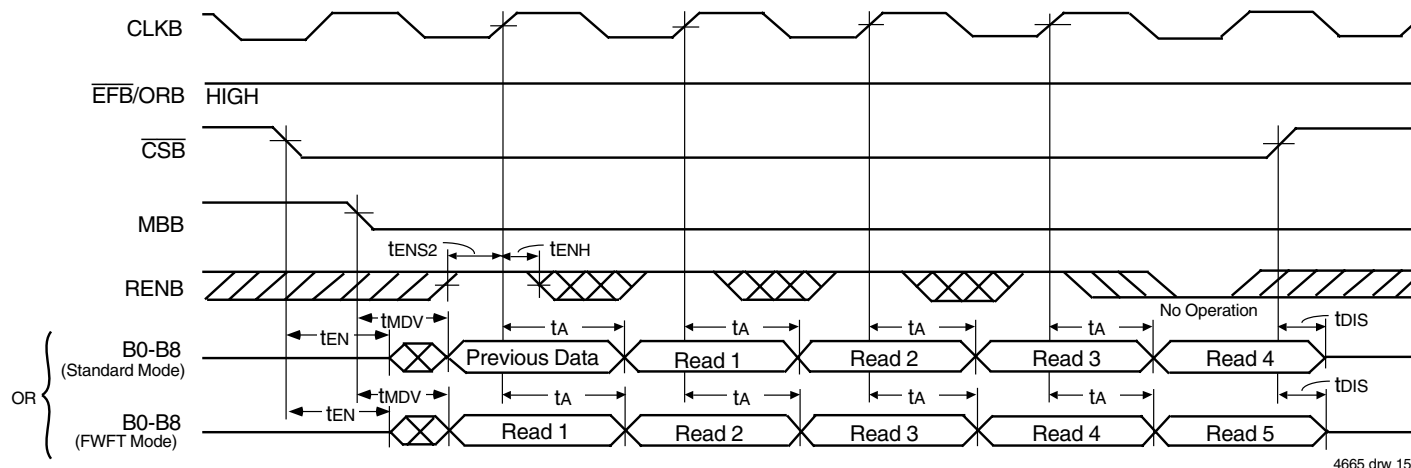 CLKB
EFB/ORB HIGH
CSB
MBB
tENS2 tENH
RENB
No Operation
tMDV
tEN tA tA tA tA tDIS
B0-B8
(Standard Mode)
Previous Data Read 1 Read 2 Read 3 Read 4
OR
tMDV
tEN tA tA tA tA tDIS
B0-B8
(FWFT Mode)
Read 1 Read 2 Read 3 Read 4 Read 5
4665 drw 15